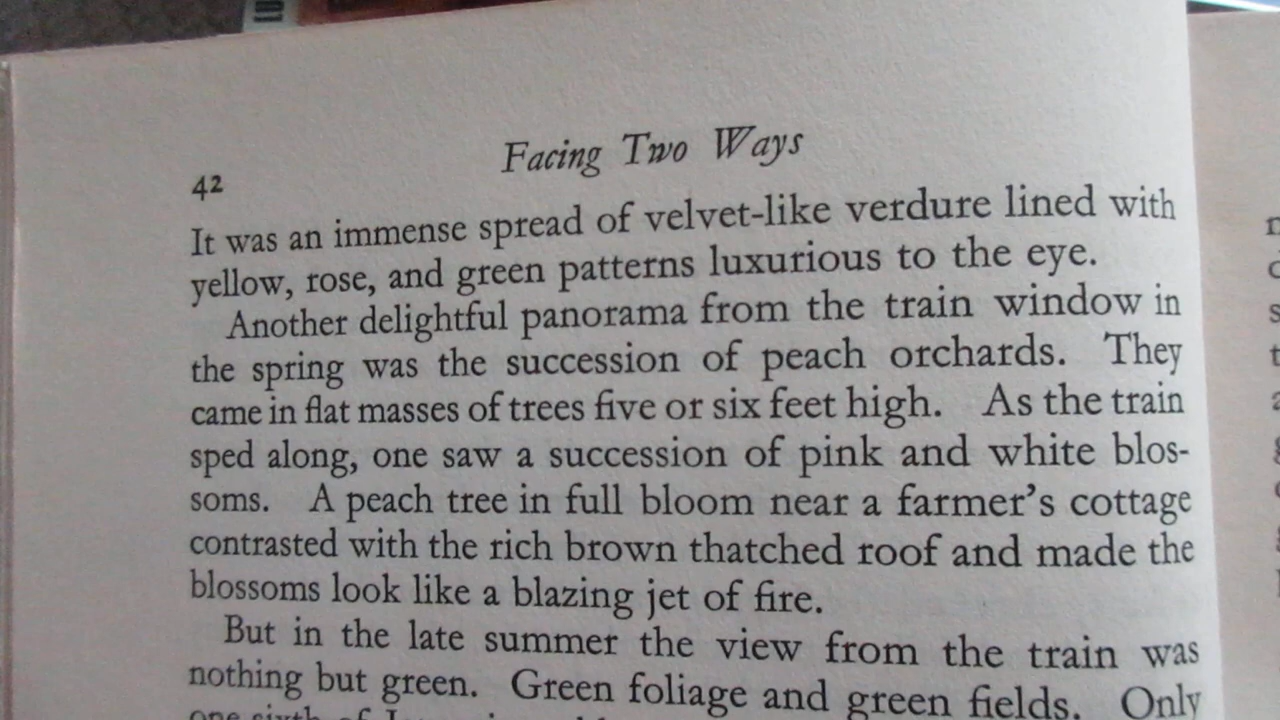 Facing Two Ways
42
It was an immense spread of velvet-like verdure lined with
yellow, rose, and green patterns luxurious to the eye.
Another delightful panorama from the train window in
the spring was the succession of peach orchards. They
came in flat masses of trees five or six feet high. As the train
sped along, one saw a succession of pink and white blos-
soms. A peach tree in full bloom near a farmer's cottage
contrasted with the rich brown thatched roof and made the
blossoms look like a blazing jet of fire.
But in the late summer the view from the train was
nothing but green. Green foliage and green fields. Only
one sixth of